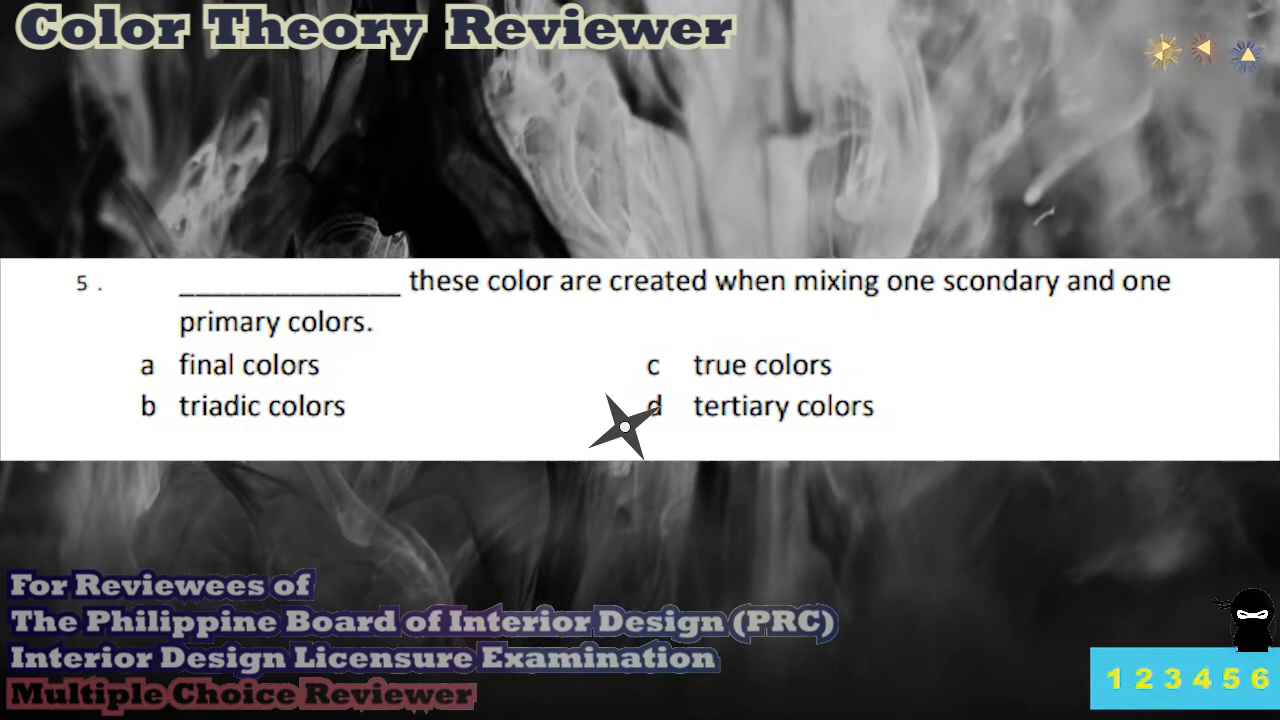 Color Theory Reviewer
5 . ______________ these color are created when mixing one scondary and one
primary colors.
a final colors c true colors
b triadic colors d tertiary colors
For Reviewees of
The Philippine Board of Interior Design (PRC)
Interior Design Licensure Examination
Multiple Choice Reviewer
1 2 3 4 5 6